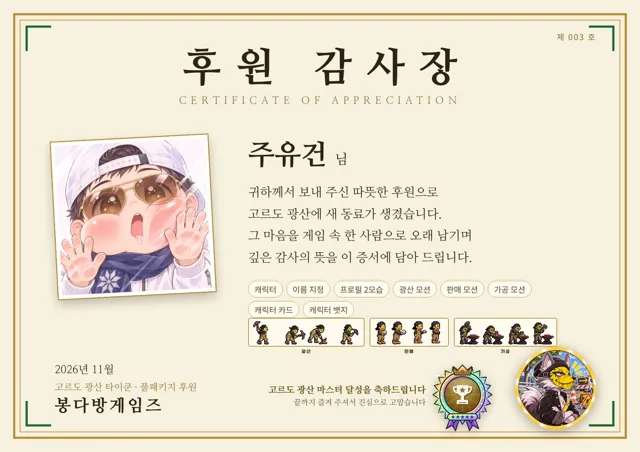 제 003 호
후원 감사장
CERTIFICATE OF APPRECIATION
주유건 님
귀하께서 보내 주신 따뜻한 후원으로
고르도 광산에 새 동료가 생겼습니다.
그 마음을 게임 속 한 사람으로 오래 남기며
깊은 감사의 뜻을 이 증서에 담아 드립니다.
캐릭터 이름 지정 프로필 2모습 광산 모션 판매 모션 가공 모션
캐릭터 카드 캐릭터 뱃지
광산 판매 가공
2026년 11월
고르도 광산 타이쿤 · 풀패키지 후원
봉다방게임즈
고르도 광산 마스터 달성을 축하드립니다
끝까지 즐겨 주셔서 진심으로 고맙습니다